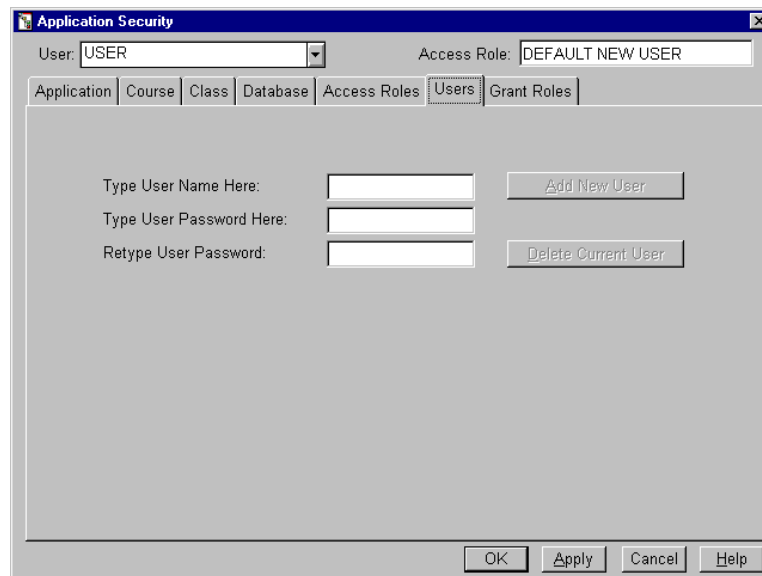 Application Security
User: USER Access Role: DEFAULT NEW USER
Application Course Class Database Access Roles Users Grant Roles
Type User Name Here: Add New User
Type User Password Here:
Retype User Password: Delete Current User
OK Apply Cancel Help